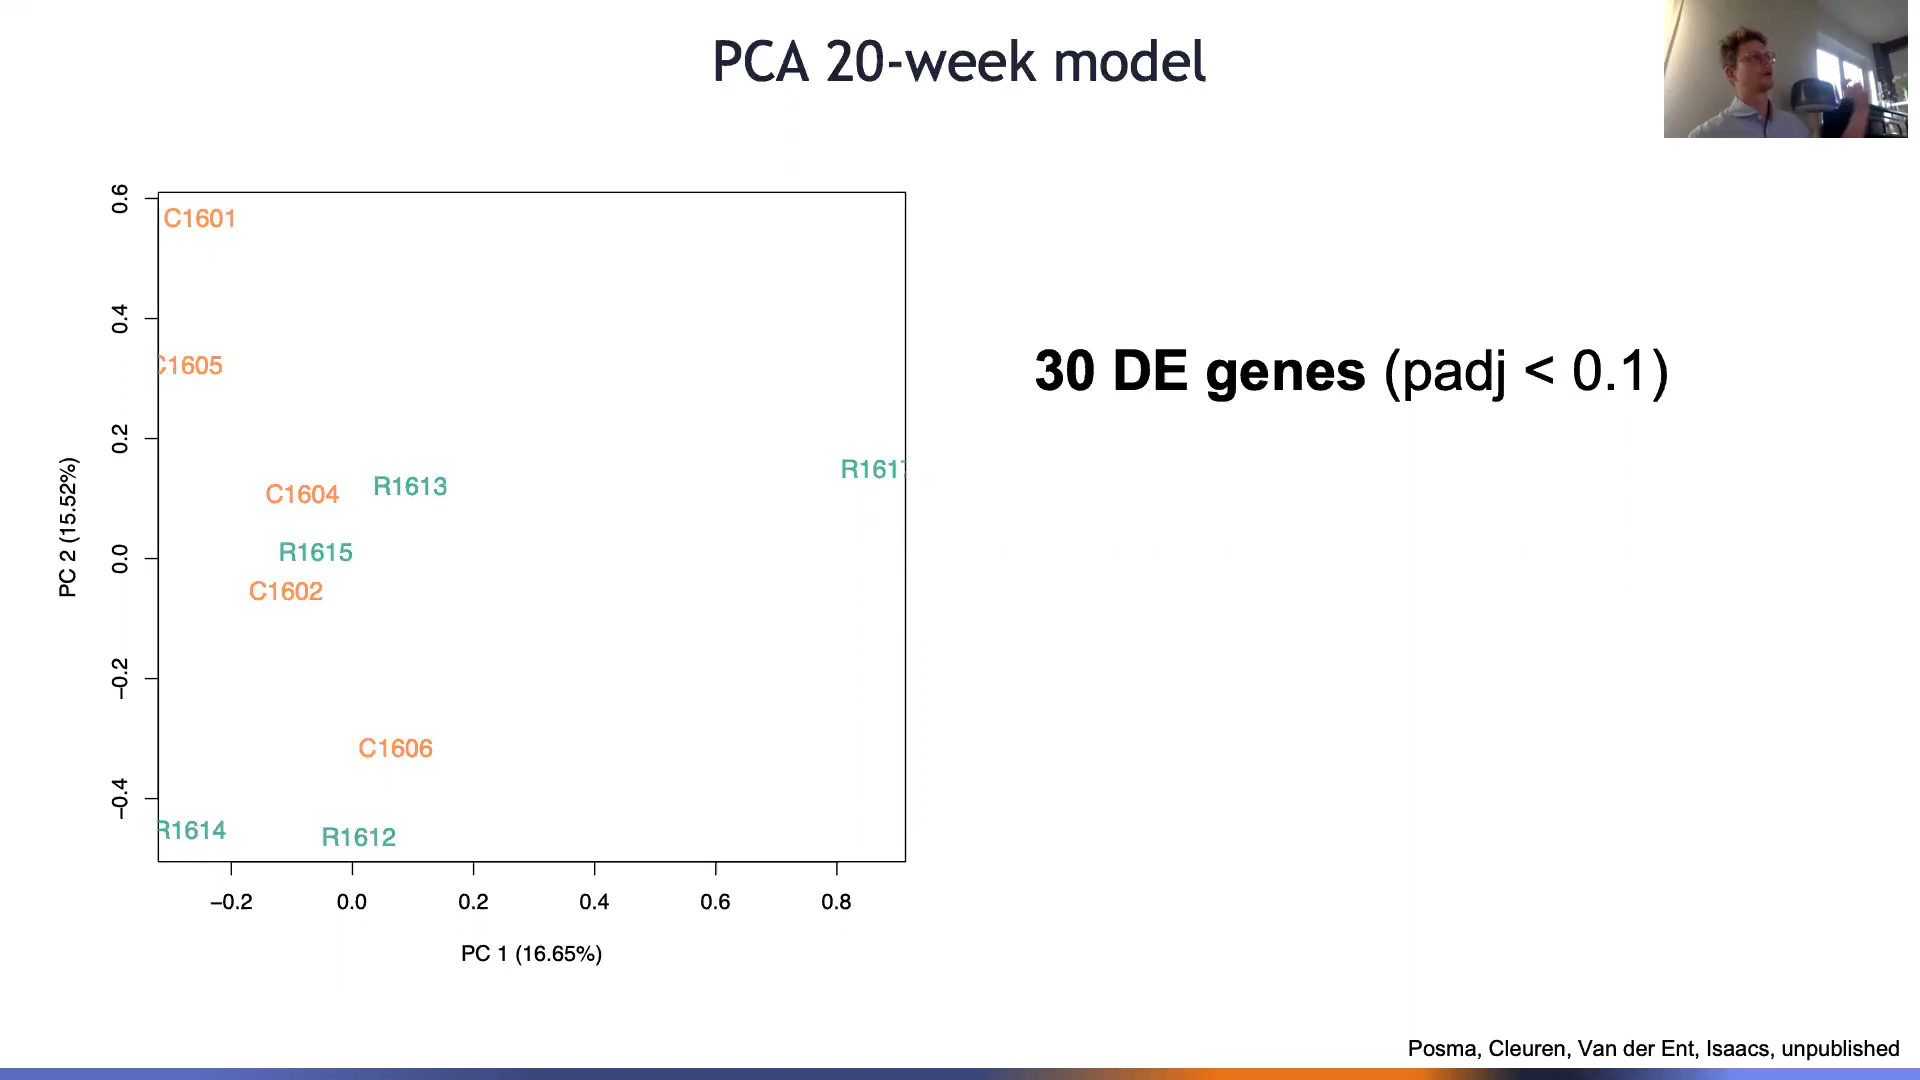 PCA 20-week model
0.6
0.4
0.2
0.0
−0.2
−0.4
PC 2 (15.52%)
C1601
C1605
C1604
R1613
R1617
R1615
C1602
C1606
R1614
R1612
−0.2 0.0 0.2 0.4 0.6 0.8
PC 1 (16.65%)
30 DE genes (padj < 0.1)
Posma, Cleuren, Van der Ent, Isaacs, unpublished